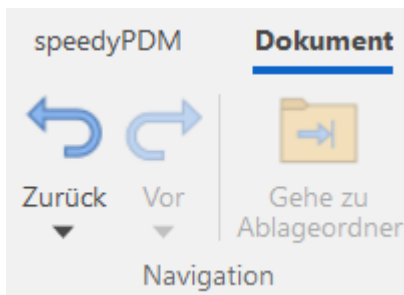 speedyPDM Dokument
Zurück Vor Gehe zu
Ablageordner
Navigation